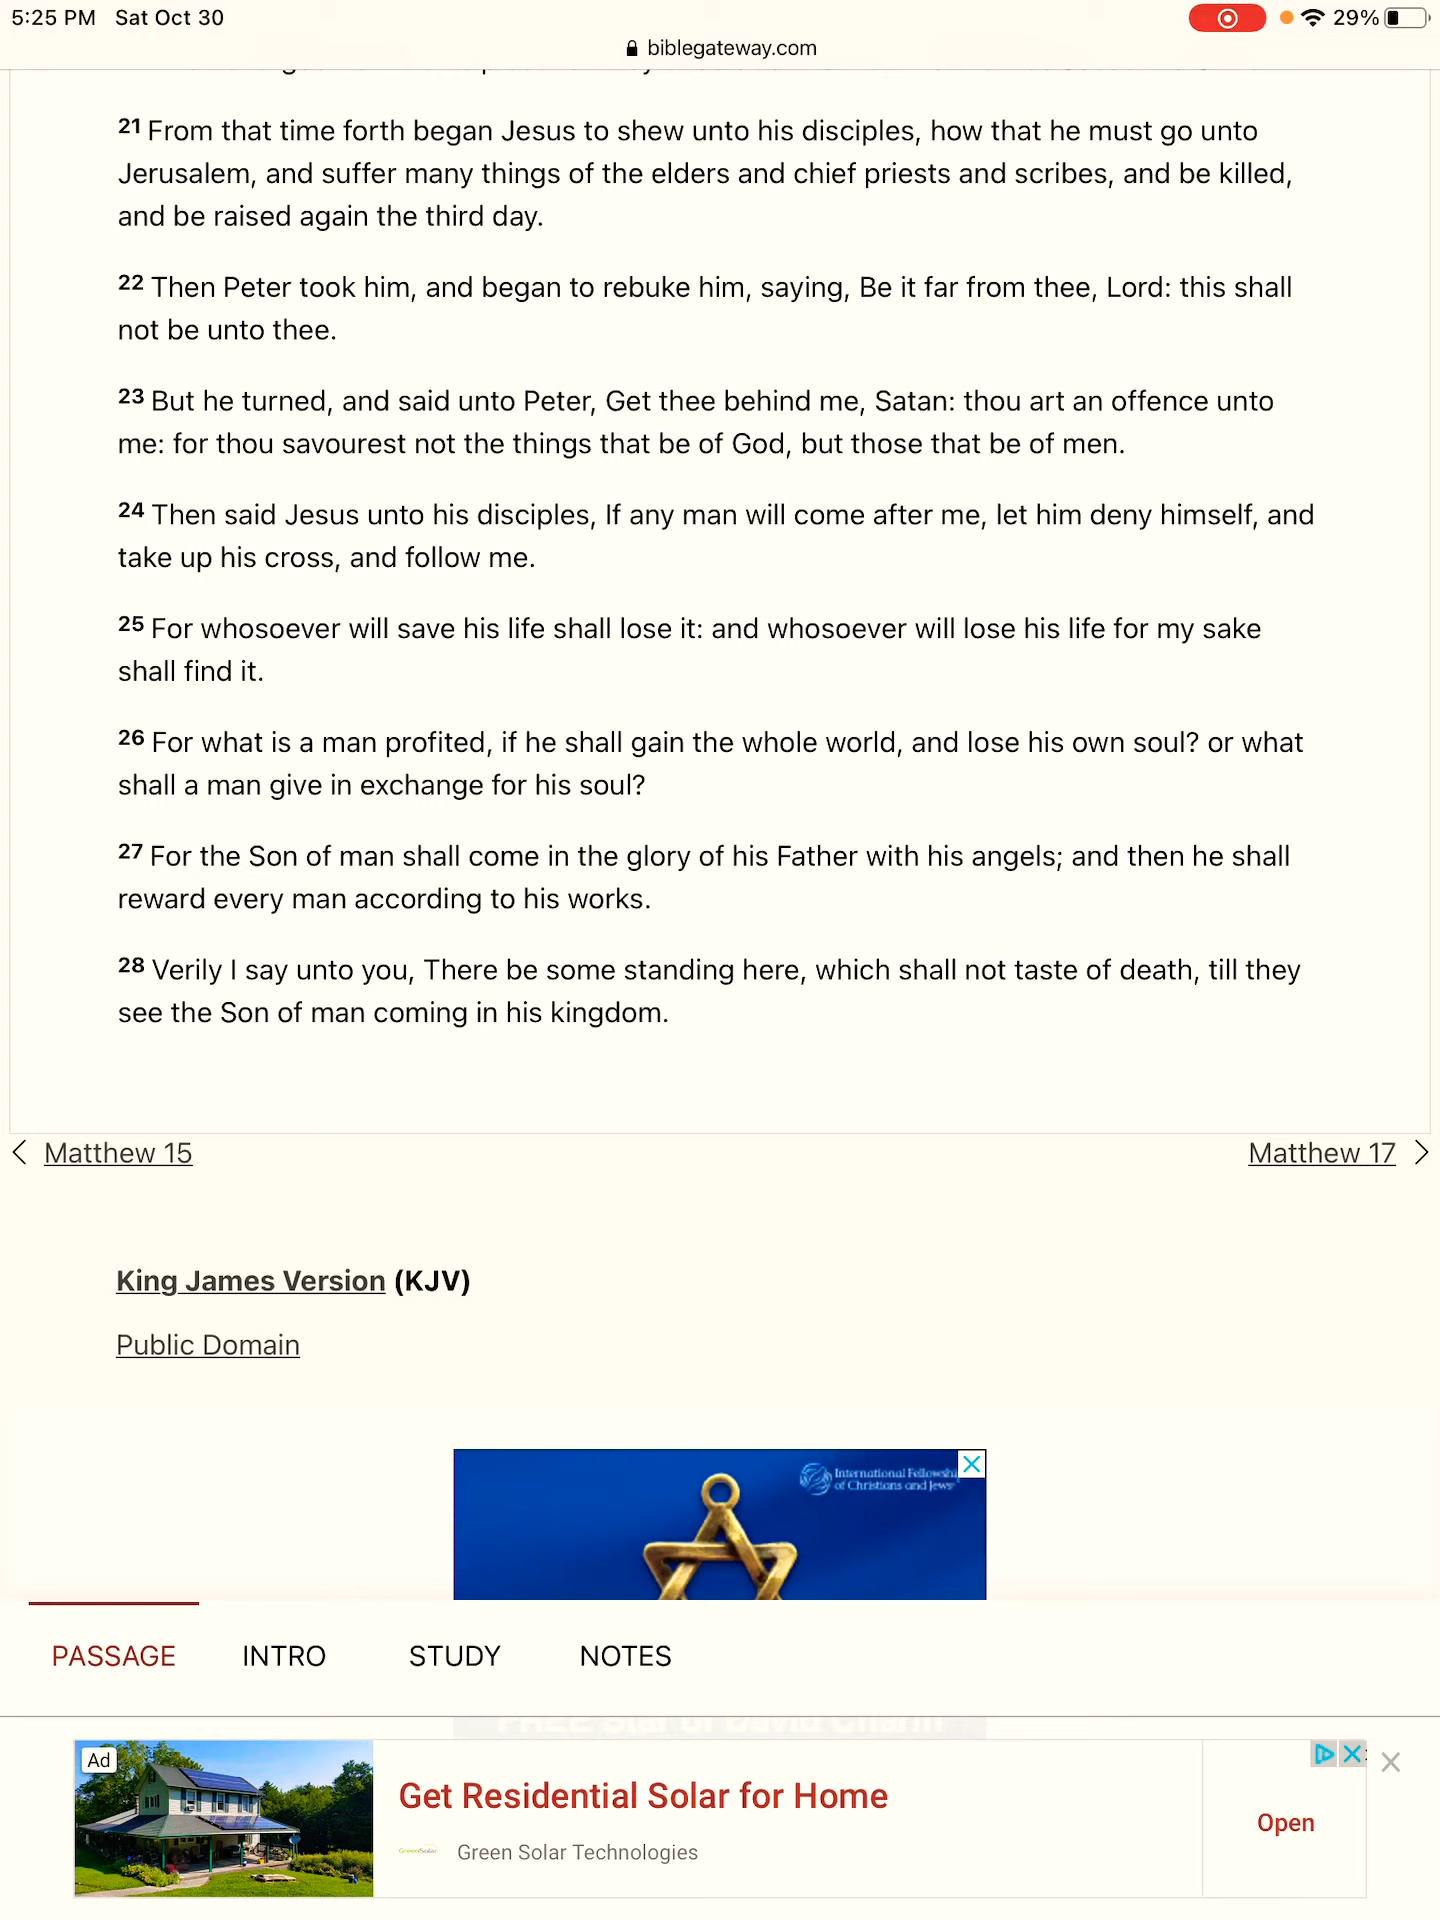 5:25 PM Sat Oct 30
29%
biblegateway.com
21 From that time forth began Jesus to shew unto his disciples, how that he must go unto
Jerusalem, and suffer many things of the elders and chief priests and scribes, and be killed,
and be raised again the third day.
22 Then Peter took him, and began to rebuke him, saying, Be it far from thee, Lord: this shall
not be unto thee.
23 But he turned, and said unto Peter, Get thee behind me, Satan: thou art an offence unto
me: for thou savourest not the things that be of God, but those that be of men.
24 Then said Jesus unto his disciples, If any man will come after me, let him deny himself, and
take up his cross, and follow me.
25 For whosoever will save his life shall lose it: and whosoever will lose his life for my sake
shall find it.
26 For what is a man profited, if he shall gain the whole world, and lose his own soul? or what
shall a man give in exchange for his soul?
27 For the Son of man shall come in the glory of his Father with his angels; and then he shall
reward every man according to his works.
28 Verily I say unto you, There be some standing here, which shall not taste of death, till they
see the Son of man coming in his kingdom.
Matthew 15
Matthew 17
King James Version (KJV)
Public Domain
International Fellowshi
of Christians and Jews
PASSAGE INTRO STUDY NOTES
FREE Star of David Charm
Ad
Get Residential Solar for Home
GreenSolar
Green Solar Technologies
Open